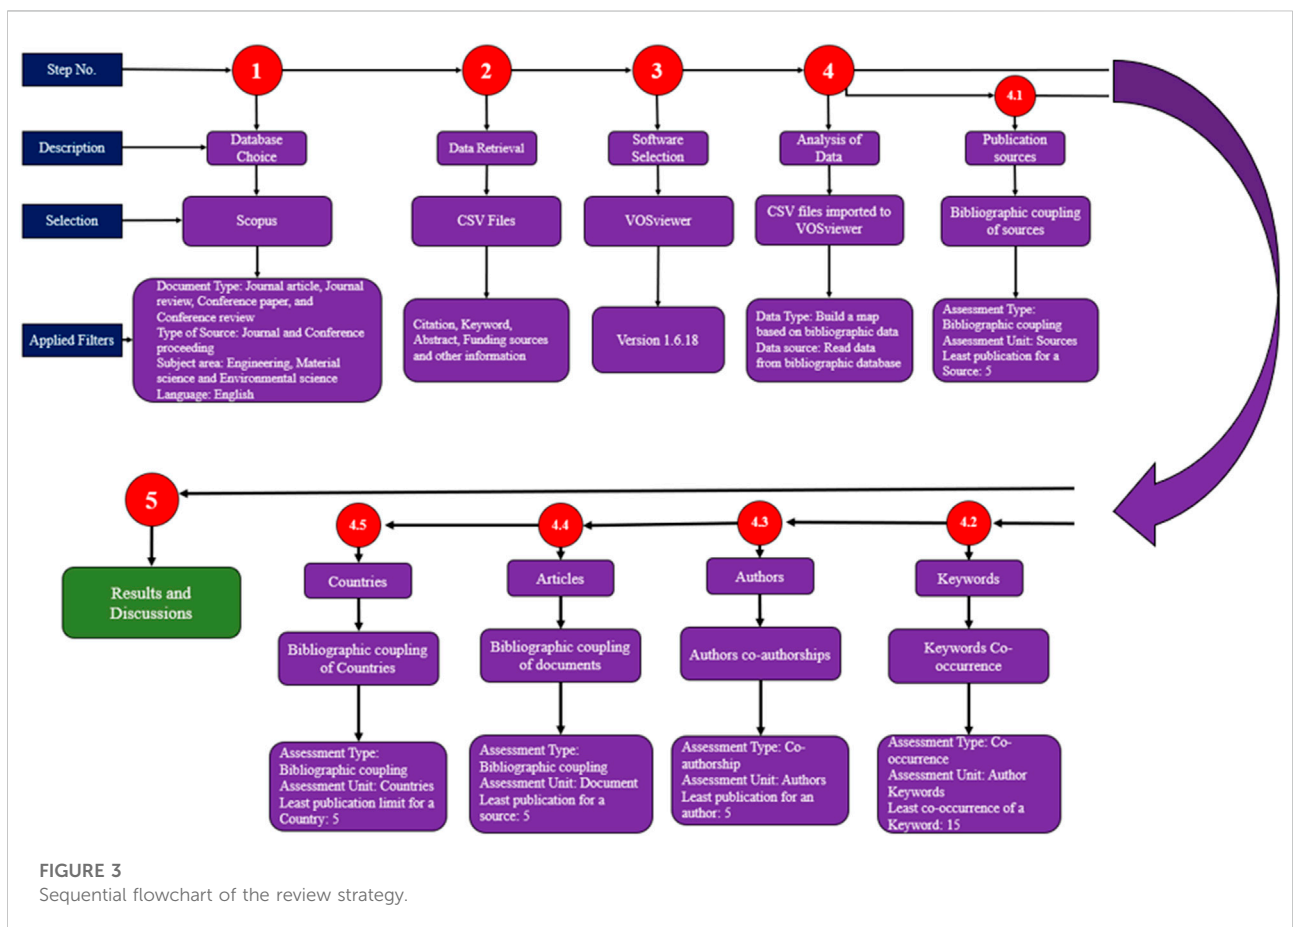 Step No.
1
2
3
4
4.1
Description
Database
Choice
Data Retrieval
Software
Selection
Analysis of
Data
Publication
sources
Selection
Scopus
CSV Files
VOSviewer
CSV files imported to
VOSviewer
Bibliographic coupling
of sources
Applied Filters
Document Type: Journal article, Journal
review, Conference paper, and
Conference review
Type of Source: Journal and Conference
proceeding
Subject area: Engineering, Material
science and Environmental science
Language: English
Citation, Keyword,
Abstract, Funding sources
and other information
Version 1.6.18
Data Type: Build a map
based on bibliographic data
Data source: Read data
from bibliographic database
Assessment Type:
Bibliographic coupling
Assessment Unit: Sources
Least publication for a
Source: 5
5
4.5
4.4
4.3
4.2
Results and
Discussions
Countries
Articles
Authors
Keywords
Bibliographic coupling
of Countries
Bibliographic coupling
of documents
Authors co-authorships
Keywords Co-
occurrence
Assessment Type:
Bibliographic coupling
Assessment Unit: Countries
Least publication limit for a
Country: 5
Assessment Type:
Bibliographic coupling
Assessment Unit: Document
Least publication for a
source: 5
Assessment Type: Co-
authorship
Assessment Unit: Authors
Least publication for an
author: 5
Assessment Type: Co-
occurrence
Assessment Unit: Author
Keywords
Least co-occurrence of a
Keyword: 15
FIGURE 3
Sequential flowchart of the review strategy.